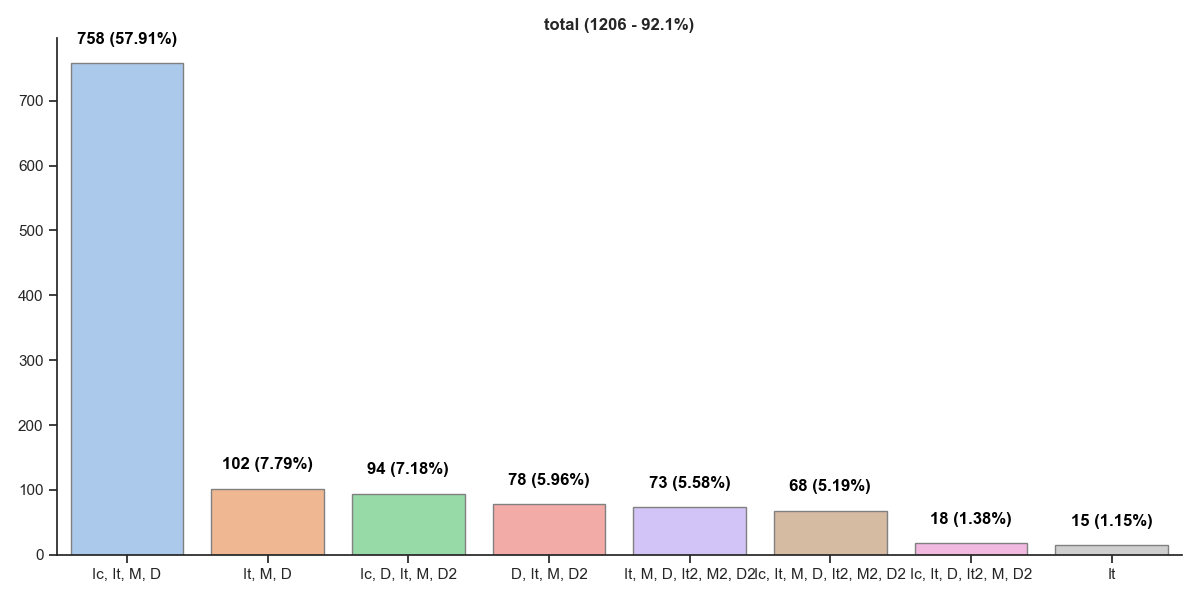 total (1206 - 92.1%)
758 (57.91%)
102 (7.79%)
94 (7.18%)
78 (5.96%)
73 (5.58%)
68 (5.19%)
18 (1.38%)
15 (1.15%)
700
600
500
400
300
200
100
0
Ic, It, M, D
It, M, D
Ic, D, It, M, D2
D, It, M, D2
It, M, D, It2, M2, D2
Ic, It, M, D, It2, M2, D2
Ic, It, D, It2, M, D2
It